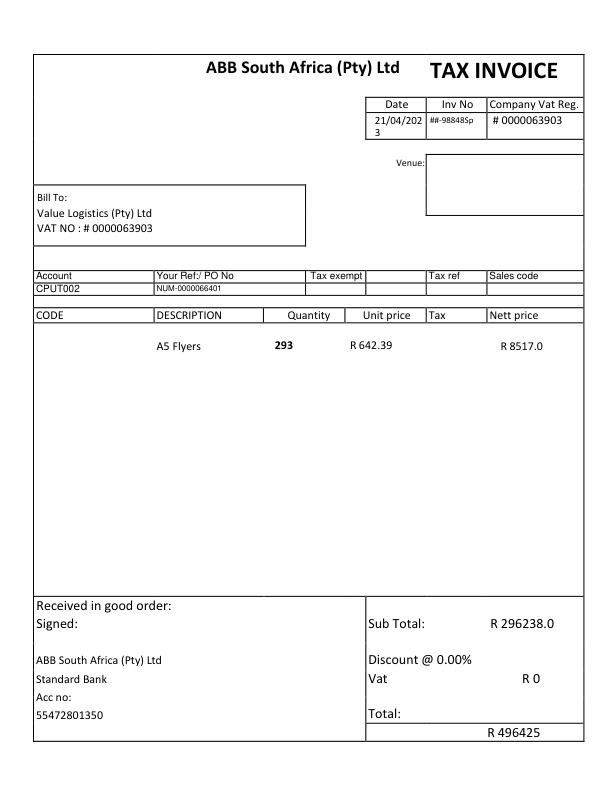 ABB South Africa (Pty) Ltd TAX INVOICE
Date Inv No Company Vat Reg.
21/04/202 ##-98848Sp # 0000063903
3
Venue:
Bill To:
Value Logistics (Pty) Ltd
VAT NO : # 0000063903
Account Your Ref:/ PO No Tax exempt Tax ref Sales code
CPUT002 NUM-0000066401
CODE DESCRIPTION Quantity Unit price Tax Nett price
A5 Flyers 293 R 642.39 R 8517.0
Received in good order:
Signed: Sub Total: R 296238.0
ABB South Africa (Pty) Ltd Discount @ 0.00%
Standard Bank Vat R 0
Acc no:
55472801350 Total:
R 496425